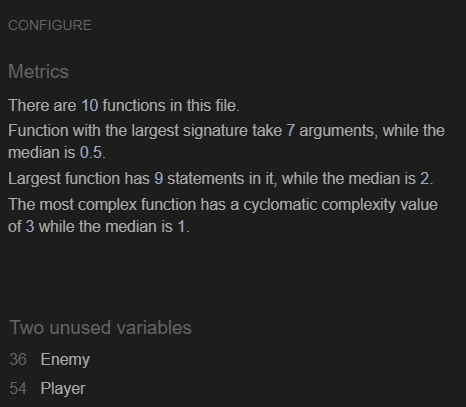 CONFIGURE
Metrics
There are 10 functions in this file.
Function with the largest signature take 7 arguments, while the
median is 0.5.
Largest function has 9 statements in it, while the median is 2.
The most complex function has a cyclomatic complexity value
of 3 while the median is 1.
Two unused variables
36 Enemy
54 Player